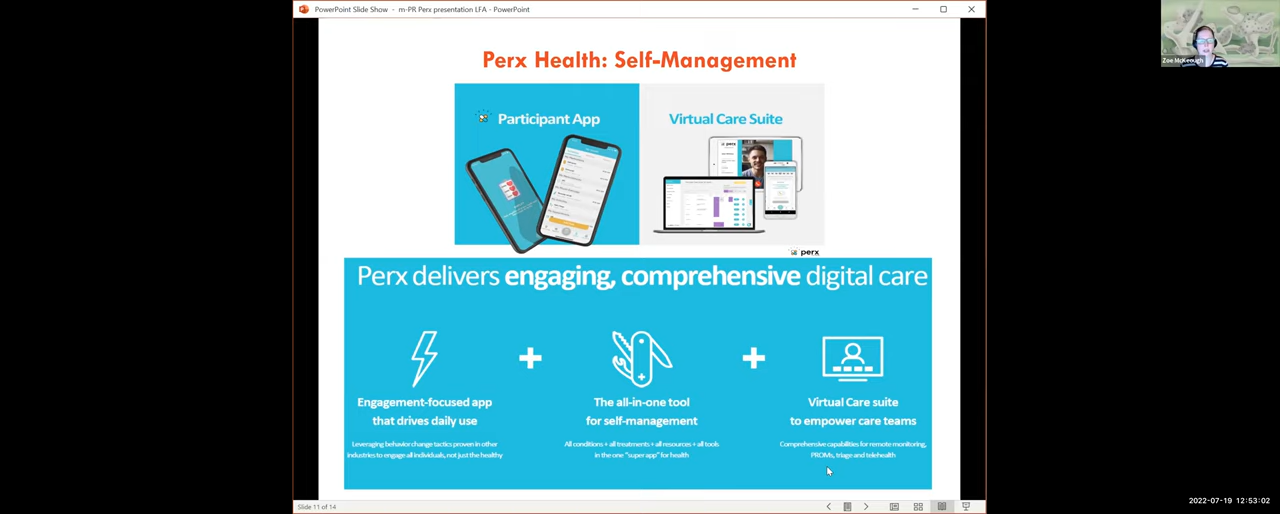 PowerPoint Slide Show - m-PR Perx presentation LFA - PowerPoint
Zoe McKeough
Perx Health: Self-Management
Participant App
Virtual Care Suite
perx
perx
Perx delivers engaging, comprehensive digital care
Engagement-focused app
that drives daily use
Leveraging behavior change tactics proven in other
industries to engage all individuals, not just the healthy
The all-in-one tool
for self-management
All conditions + all treatments + all resources + all tools
in the one "super app" for health
Virtual Care suite
to empower care teams
Comprehensive capabilities for remote monitoring,
PROMs, triage and telehealth
Slide 11 of 14
2022-07-19 12:53:02